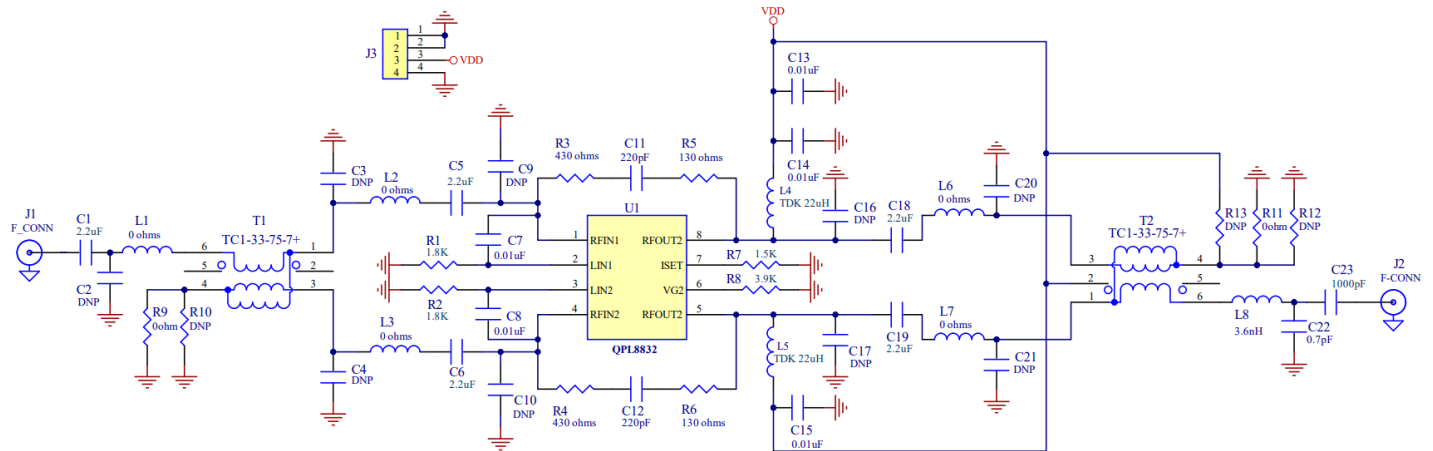 VDD
J3
1
2
3
4
1
2
3
4
VDD
C13
0.01uF
C14
0.01uF
R3
430 ohms
C11
220pF
R5
130 ohms
C9
DNP
C3
DNP
L2
0 ohms
C5
2.2uF
L4
TDK 22uH
C16
DNP
C18
2.2uF
L6
0 ohms
C20
DNP
R13
DNP
R11
0ohm
R12
DNP
J1
F_CONN
C1
2.2uF
L1
0 ohms
T1
TC1-33-75-7+
6
5
4
1
2
3
C2
DNP
R9
0ohm
R10
DNP
R1
1.8K
R2
1.8K
C7
0.01uF
C8
0.01uF
U1
1
2
3
4
RFIN1
LIN1
LIN2
RFIN2
RFOUT2
ISET
VG2
RFOUT2
8
7
6
5
QPL8832
R7
1.5K
R8
3.9K
T2
TC1-33-75-7+
3
2
1
4
5
6
C23
1000pF
J2
F-CONN
L8
3.6nH
C22
0.7pF
L3
0 ohms
C6
2.2uF
C4
DNP
C10
DNP
R4
430 ohms
C12
220pF
R6
130 ohms
L5
TDK 22uH
C17
DNP
C19
2.2uF
L7
0 ohms
C21
DNP
C15
0.01uF